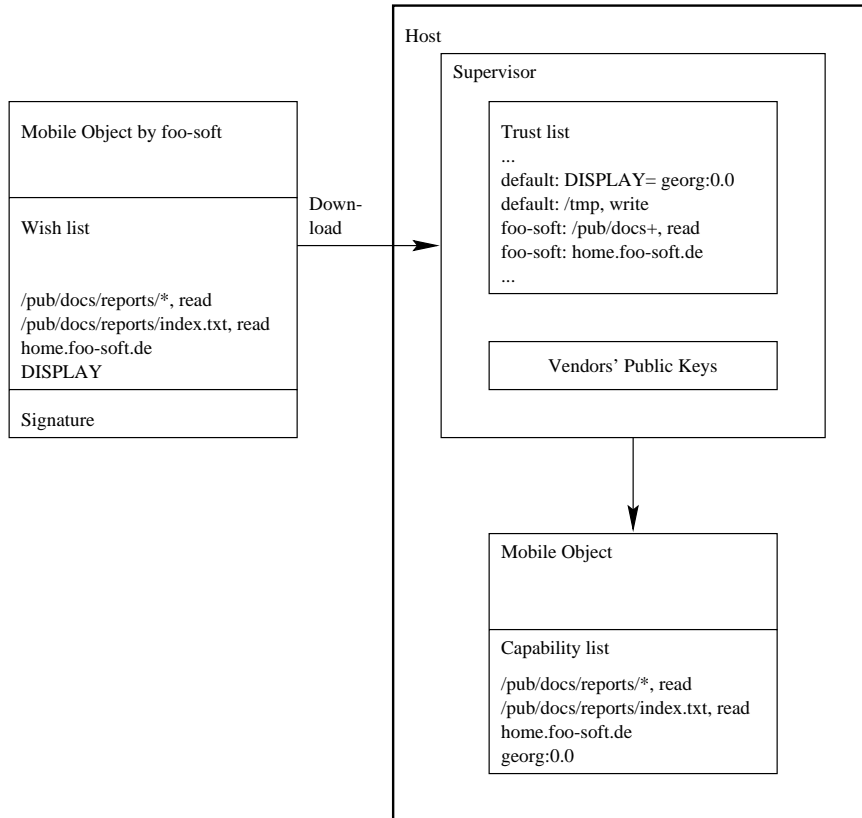 Host
Supervisor
Mobile Object by foo-soft
Wish list
/pub/docs/reports/*, read
/pub/docs/reports/index.txt, read
home.foo-soft.de
DISPLAY
Signature
Down-
load
Trust list
...
default: DISPLAY= georg:0.0
default: /tmp, write
foo-soft: /pub/docs+, read
foo-soft: home.foo-soft.de
...
Vendors' Public Keys
Mobile Object
Capability list
/pub/docs/reports/*, read
/pub/docs/reports/index.txt, read
home.foo-soft.de
georg:0.0